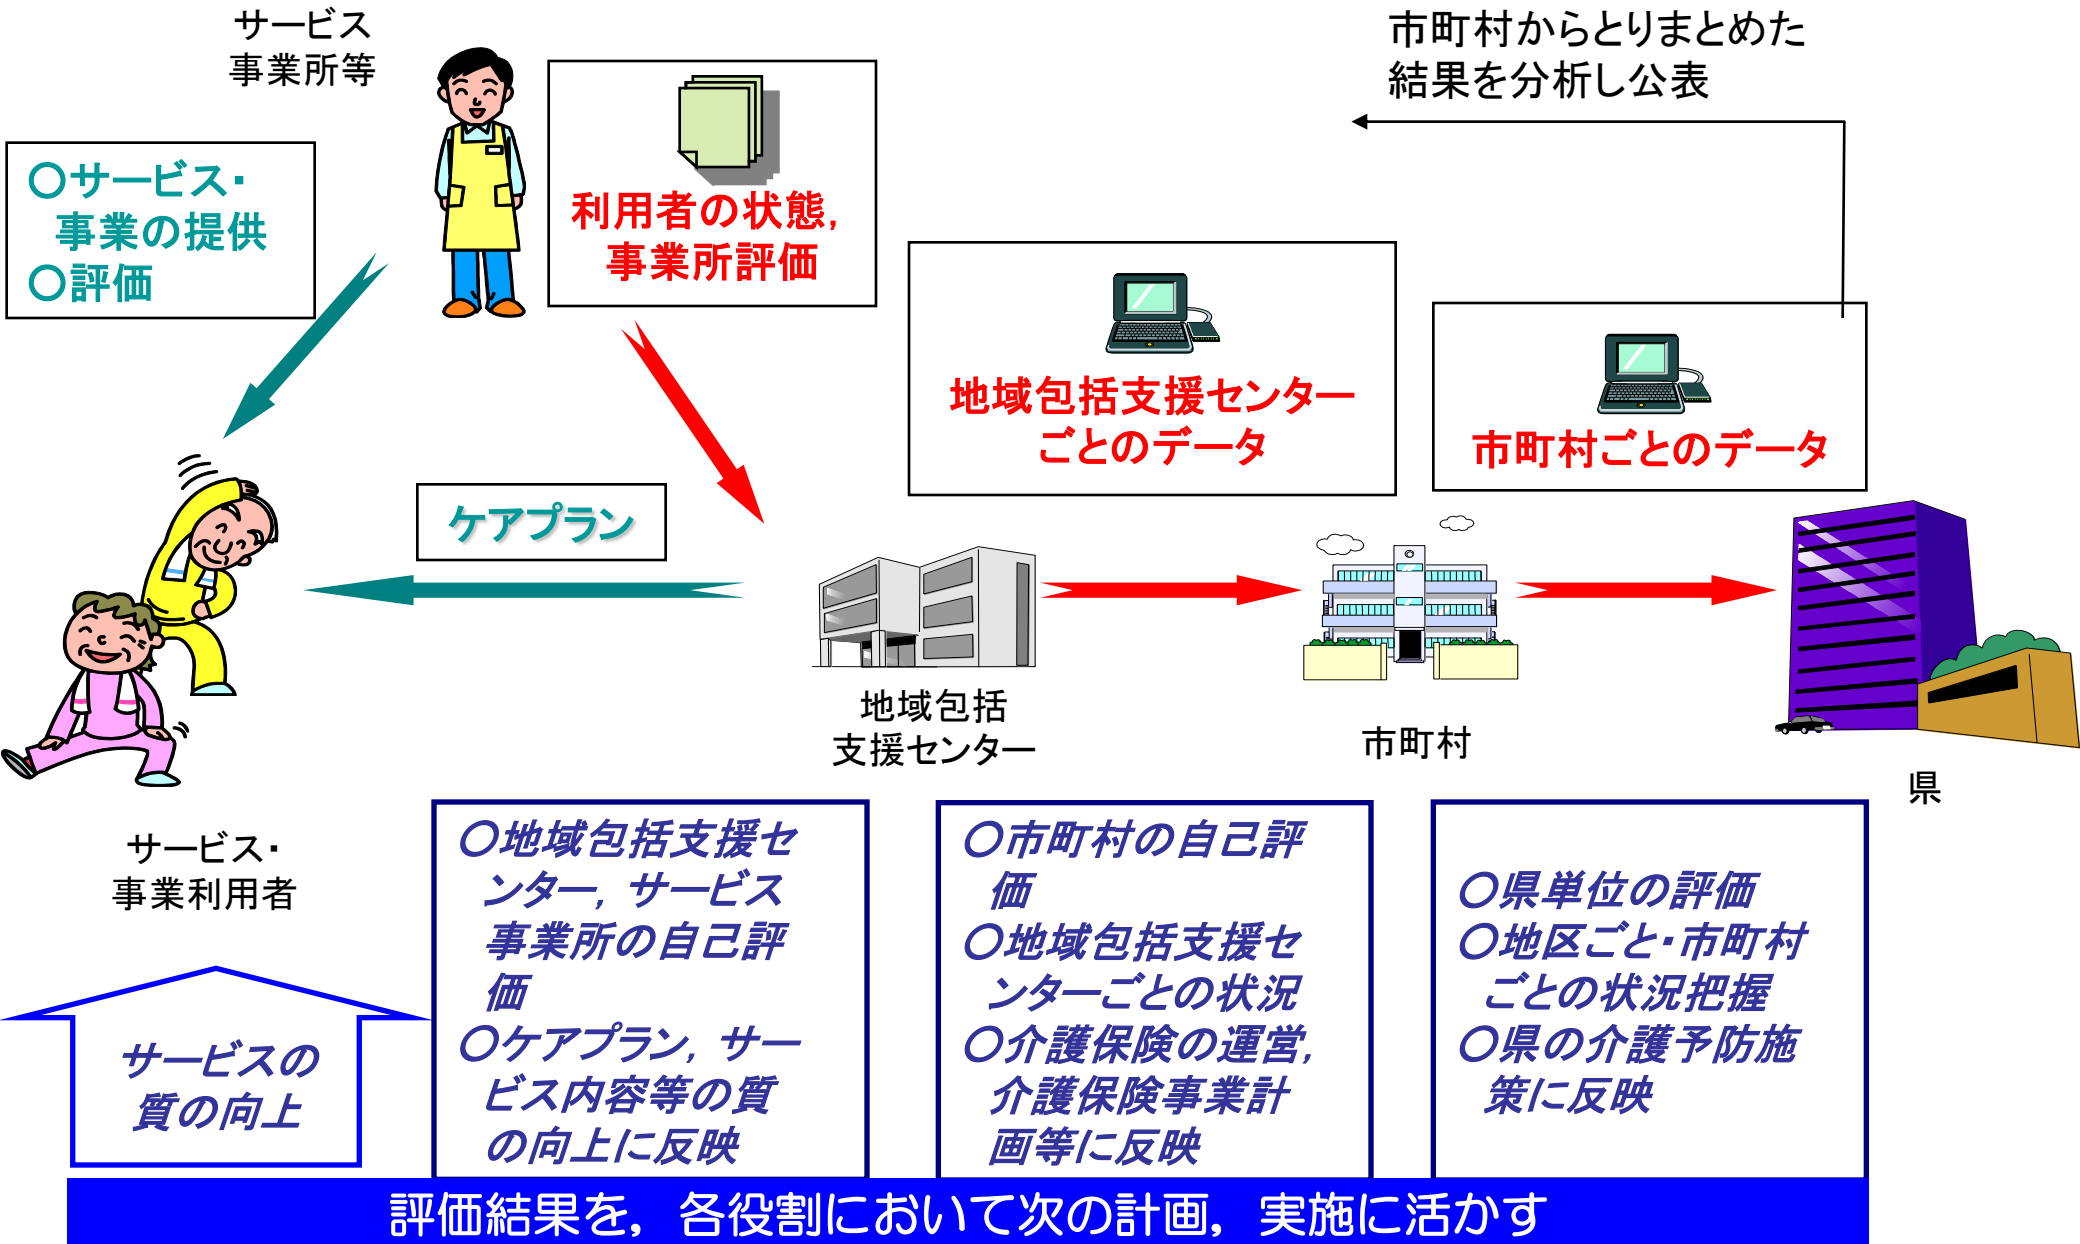 サービス
事業所等
市町村からとりまとめた
結果を分析し公表
〇サービス・
事業の提供
〇評価
利用者の状態,
事業所評価
地域包括支援センター
ごとのデータ
市町村ごとのデータ
ケアプラン
地域包括
支援センター
市町村
県
サービス・
事業利用者
〇地域包括支援セ
ンター, サービス
事業所の自己評
価
〇ケアプラン, サー
ビス内容等の質
の向上に反映
〇市町村の自己評
価
〇地域包括支援セ
ンターごとの状況
〇介護保険の運営,
介護保険事業計
画等に反映
〇県単位の評価
〇地区ごと・市町村
ごとの状況把握
〇県の介護予防施
策に反映
サービスの
質の向上
評価結果を, 各役割において次の計画, 実施に活かす